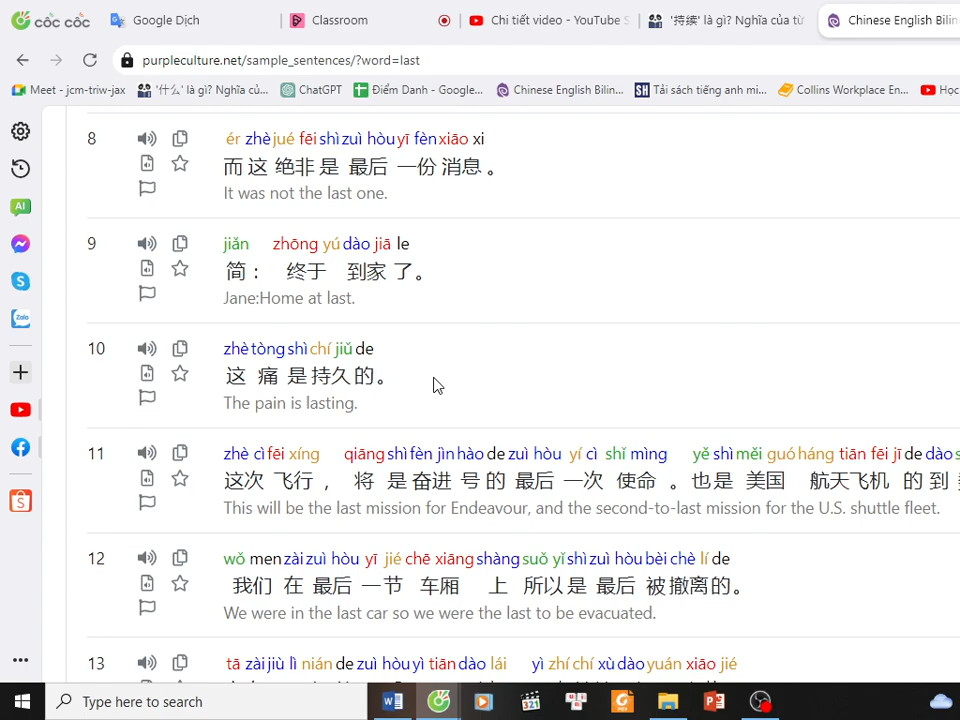 cốc cốc Google Dịch Classroom Chi tiết video - YouTube S '持续' là gì? Nghĩa của từ Chinese English Bilin
purpleculture.net/sample_sentences/?word=last
Meet - jcm-triw-jax '什么' là gì? Nghĩa củ... ChatGPT Điểm Danh - Google... Chinese English Bilin... SH Tải sách tiếng anh mi... Collins Workplace En... Học
8
ér zhè jué fēi shì zuì hòu yī fèn xiāo xi
而 这 绝非 是 最后 一份 消息 。
It was not the last one.
9
jiǎn zhōng yú dào jiā le
简 : 终于 到家 了 。
Jane:Home at last.
10
zhè tòng shì chí jiǔ de
这 痛 是 持久 的 。
The pain is lasting.
11
zhè cì fēi xíng qiāng shì fèn jìn hào de zuì hòu yí cì shǐ mìng yě shì měi guó háng tiān fēi jī de dào
这次 飞行 , 将 是 奋进 号 的 最后 一次 使命 。 也是 美国 航天飞机 的 到
This will be the last mission for Endeavour, and the second-to-last mission for the U.S. shuttle fleet.
12
wǒ men zài zuì hòu yī jié chē xiāng shàng suǒ yǐ shì zuì hòu bèi chè lí de
我们 在 最后 一节 车厢 上 所以 是 最后 被 撤离 的 。
We were in the last car so we were the last to be evacuated.
13
tā zài jiù lì nián de zuì hòu yì tiān dào lái yì zhí chí xù dào yuán xiāo jié
AI
Zalo
Type here to search
321